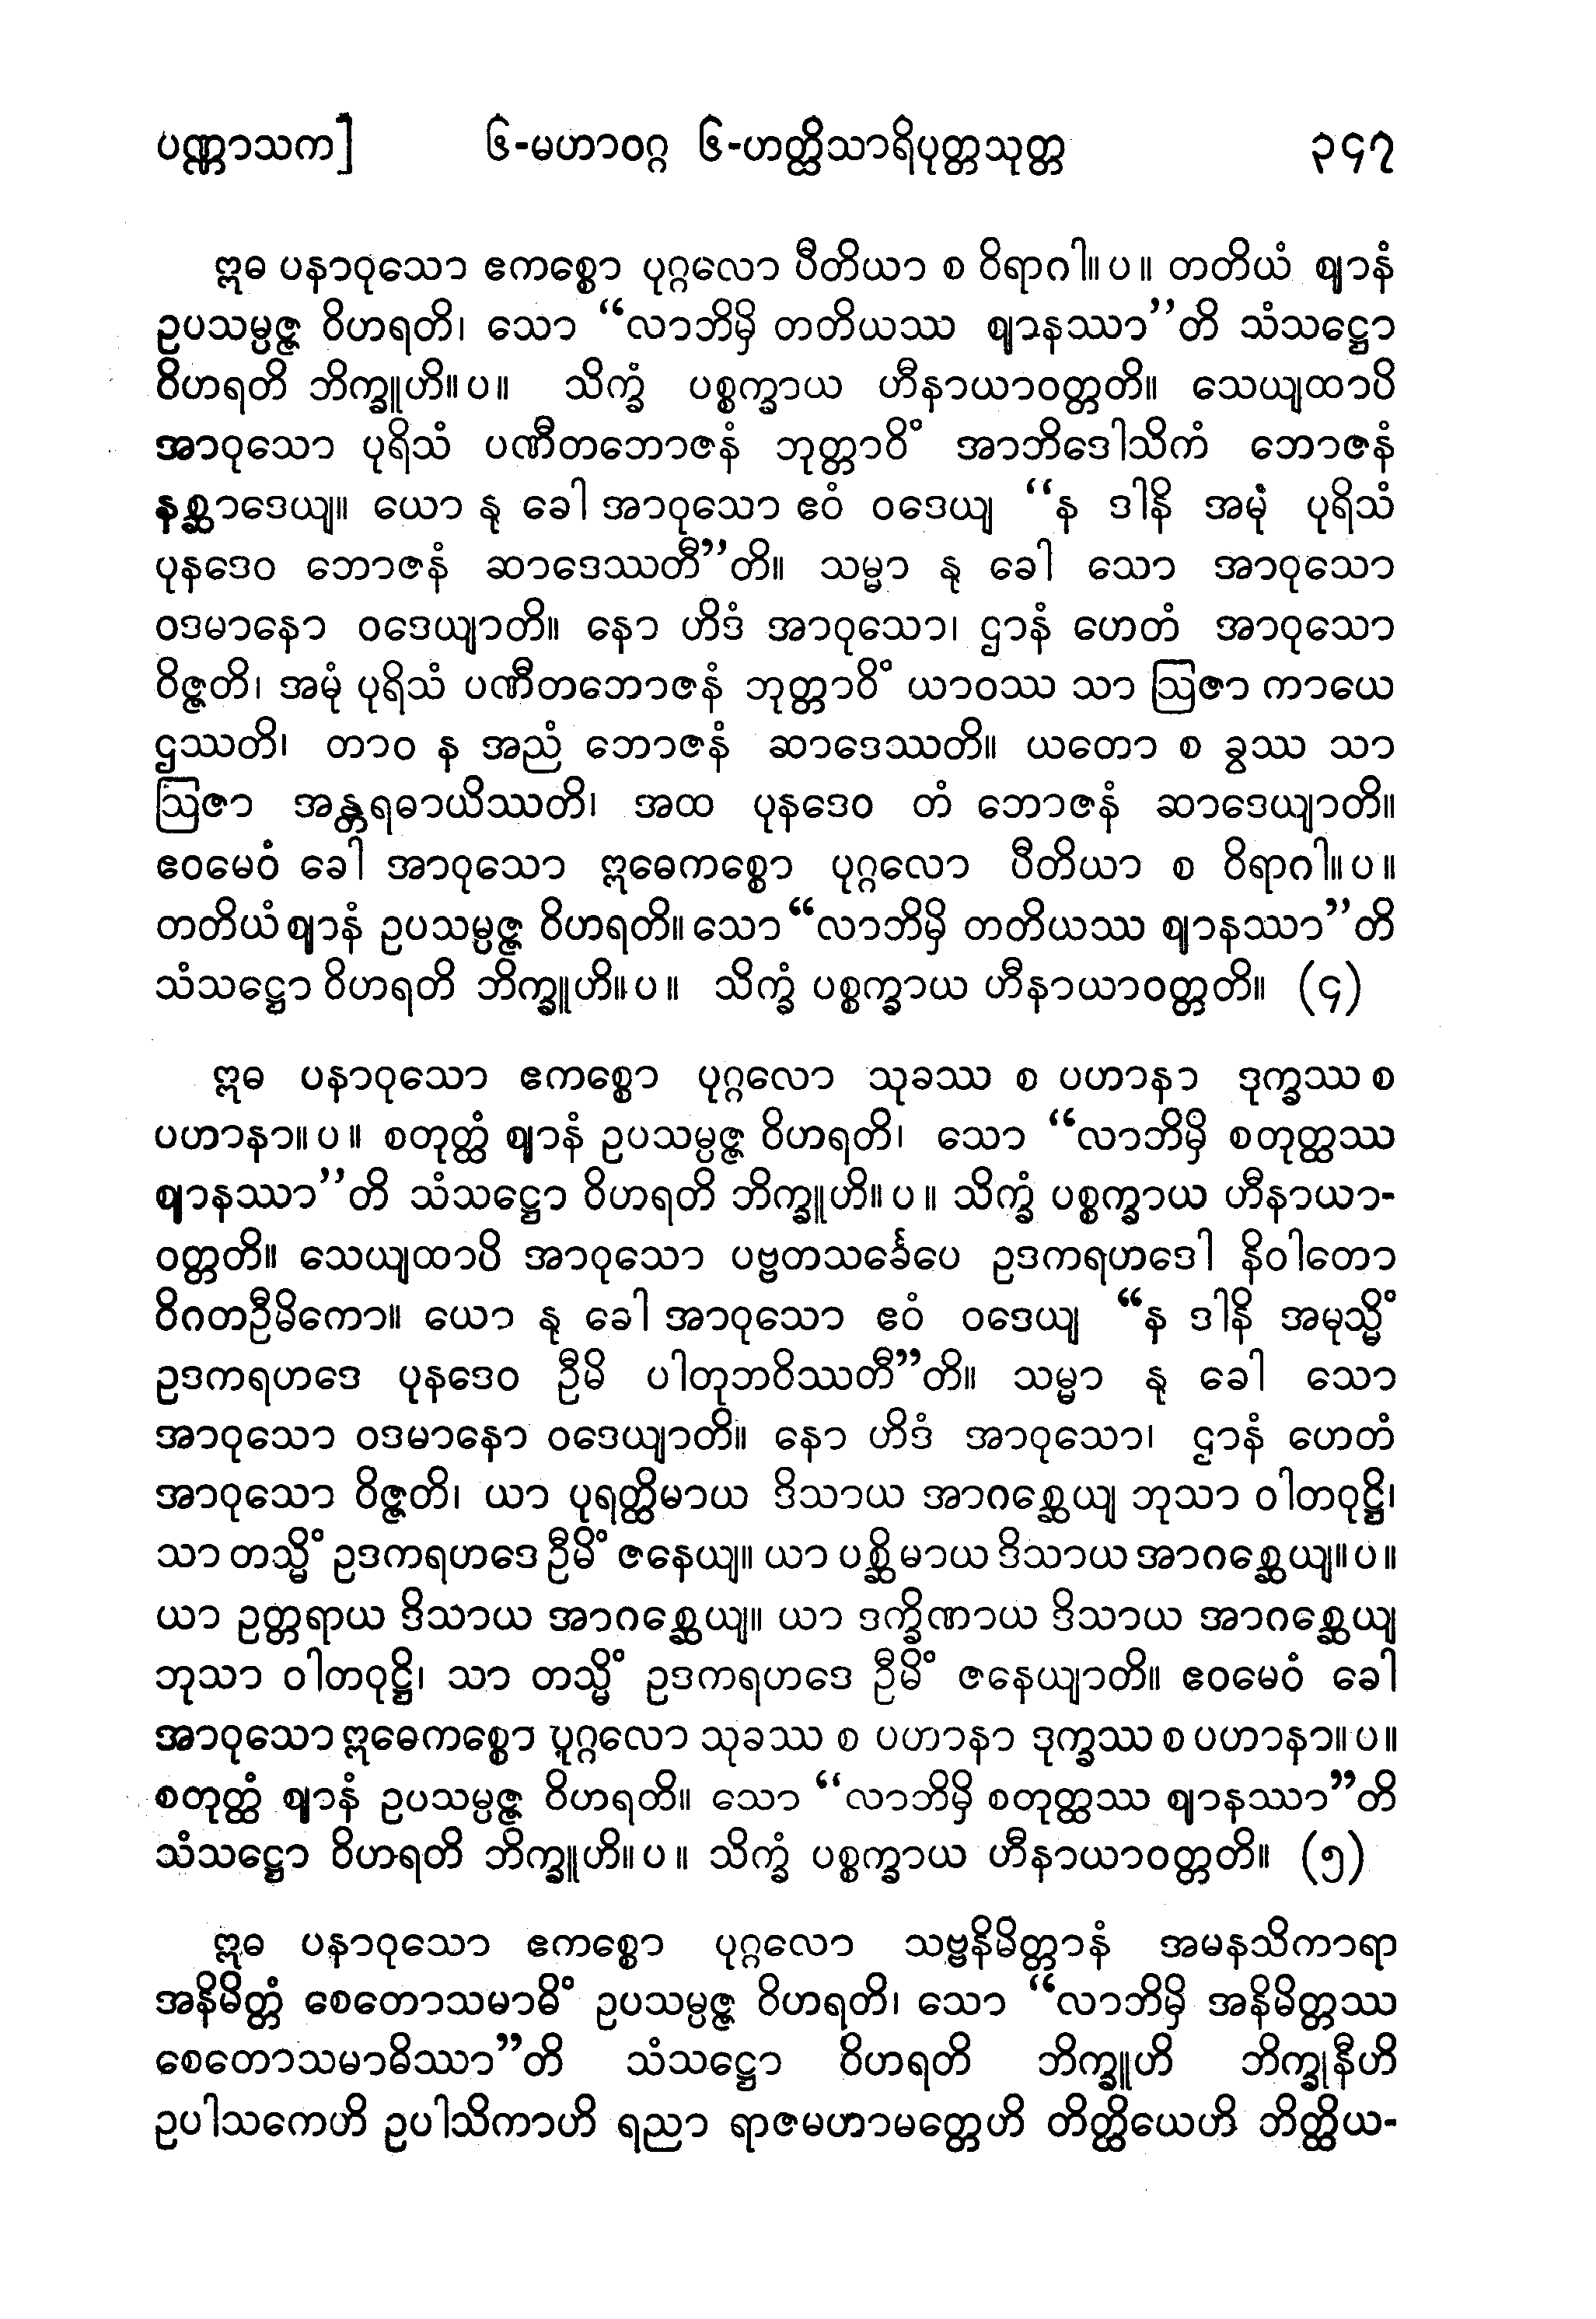 ပဏ္ဏာသက] ၆-မဟာဝဂ္ဂ ၆-ဟတ္ထိသာရိပုတ္တသုတ္တ ၃၄၇
ဣဓ ပနာဝုသော ဧကစ္စော ပုဂ္ဂလော ပီတိယာ စ ဝိရာဂါ။ပ။ တတိယံ ဈာနံ
ဥပသမ္ပဇ္ဇ ဝိဟရတိ၊ သော “လာဘိမှိ တတိယဿ ဈာနဿာ”တိ သံသဋ္ဌော
ဝိဟရတိ ဘိက္ခူဟိ။ပ။ သိက္ခံ ပစ္စက္ခာယ ဟီနာယာဝတ္တတိ။ သေယျထာပိ
အာဝုသော ပုရိသံ ပဏီတဘောဇနံ ဘုတ္တာဝိံ အာဘိဒေါသိကံ ဘောဇနံ
နစ္ဆာဒေယျ။ ယော နု ခေါ အာဝုသော ဧဝံ ဝဒေယျ “န ဒါနိ အမုံ ပုရိသံ
ပုနဒေဝ ဘောဇနံ ဆာဒေဿတီ”တိ။ သမ္မာ နု ခေါ သော အာဝုသော
ဝဒမာနော ဝဒေယျာတိ။ နော ဟိဒံ အာဝုသော၊ ဌာနံ ဟေတံ အာဝုသော
ဝိဇ္ဇတိ၊ အမုံ ပုရိသံ ပဏီတဘောဇနံ ဘုတ္တာဝိံ ယာဝဿ သာ ဩဇာ ကာယေ
ဌဿတိ၊ တာဝ န အညံ ဘောဇနံ ဆာဒေဿတိ။ ယတော စ ခွဿ သာ
ဩဇာ အန္တရဓာယိဿတိ၊ အထ ပုနဒေဝ တံ ဘောဇနံ ဆာဒေယျာတိ။
ဧဝမေဝံ ခေါ အာဝုသော ဣဓေကစ္စော ပုဂ္ဂလော ပီတိယာ စ ဝိရာဂါ။ပ။
တတိယံ ဈာနံ ဥပသမ္ပဇ္ဇ ဝိဟရတိ။ သော “လာဘိမှိ တတိယဿ ဈာနဿာ”တိ
သံသဋ္ဌော ဝိဟရတိ ဘိက္ခူဟိ။ပ။ သိက္ခံ ပစ္စက္ခာယ ဟီနာယာဝတ္တတိ။ (၄)
ဣဓ ပနာဝုသော ဧကစ္စော ပုဂ္ဂလော သုခဿ စ ပဟာနာ ဒုက္ခဿ စ
ပဟာနာ။ပ။ စတုတ္ထံ ဈာနံ ဥပသမ္ပဇ္ဇ ဝိဟရတိ၊ သော “လာဘိမှိ စတုတ္ထဿ
ဈာနဿာ”တိ သံသဋ္ဌော ဝိဟရတိ ဘိက္ခူဟိ။ပ။ သိက္ခံ ပစ္စက္ခာယ ဟီနာယာ-
ဝတ္တတိ။ သေယျထာပိ အာဝုသော ပဗ္ဗတသင်္ခေပေ ဥဒကရဟဒေါ နိဝါတော
ဝိဂတဦမိကော။ ယော နု ခေါ အာဝုသော ဧဝံ ဝဒေယျ “န ဒါနိ အမုသ္မိံ
ဥဒကရဟဒေ ပုနဒေဝ ဦမိ ပါတုဘဝိဿတီ”တိ။ သမ္မာ နု ခေါ သော
အာဝုသော ဝဒမာနော ဝဒေယျာတိ။ နော ဟိဒံ အာဝုသော၊ ဌာနံ ဟေတံ
အာဝုသော ဝိဇ္ဇတိ၊ ယာ ပုရတ္ထိမာယ ဒိသာယ အာဂစ္ဆေယျ ဘုသာ ဝါတဝုဋ္ဌိ၊
သာ တသ္မိံ ဥဒကရဟဒေ ဦမိံ ဇနေယျ။ ယာ ပစ္ဆိမာယ ဒိသာယ အာဂစ္ဆေယျ။ပ။
ယာ ဥတ္တရာယ ဒိသာယ အာဂစ္ဆေယျ။ ယာ ဒက္ခိဏာယ ဒိသာယ အာဂစ္ဆေယျ
ဘုသာ ဝါတဝုဋ္ဌိ၊ သာ တသ္မိံ ဥဒကရဟဒေ ဦမိံ ဇနေယျာတိ။ ဧဝမေဝံ ခေါ
အာဝုသော ဣဓေကစ္စော ပုဂ္ဂလော သုခဿ စ ပဟာနာ ဒုက္ခဿ စ ပဟာနာ။ပ။
စတုတ္ထံ ဈာနံ ဥပသမ္ပဇ္ဇ ဝိဟရတိ။ သော “လာဘိမှိ စတုတ္ထဿ ဈာနဿာ”တိ
သံသဋ္ဌော ဝိဟရတိ ဘိက္ခူဟိ။ပ။ သိက္ခံ ပစ္စက္ခာယ ဟီနာယာဝတ္တတိ။ (၅)
ဣဓ ပနာဝုသော ဧကစ္စော ပုဂ္ဂလော သဗ္ဗနိမိတ္တာနံ အမနသိကာရာ
အနိမိတ္တံ စေတောသမာဓိံ ဥပသမ္ပဇ္ဇ ဝိဟရတိ၊ သော “လာဘိမှိ အနိမိတ္တဿ
စေတောသမာဓိဿာ”တိ သံသဋ္ဌော ဝိဟရတိ ဘိက္ခူဟိ ဘိက္ခုနီဟိ
ဥပါသကေဟိ ဥပါသိကာဟိ ရညာ ရာဇမဟာမတ္တေဟိ တိတ္ထိယေဟိ ဘိတ္ထိယ-